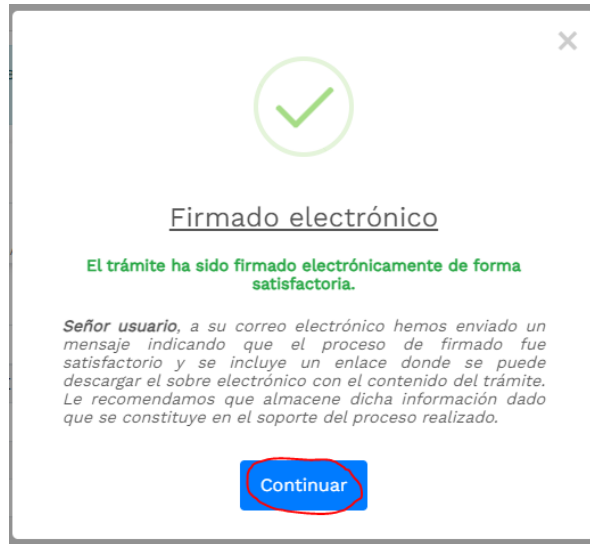 Firmado electrónico
El trámite ha sido firmado electrónicamente de forma
satisfactoria.
Señor usuario, a su correo electrónico hemos enviado un
mensaje indicando que el proceso de firmado fue
satisfactorio y se incluye un enlace donde se puede
descargar el sobre electrónico con el contenido del trámite.
Le recomendamos que almacene dicha información dado
que se constituye en el soporte del proceso realizado.
Continuar